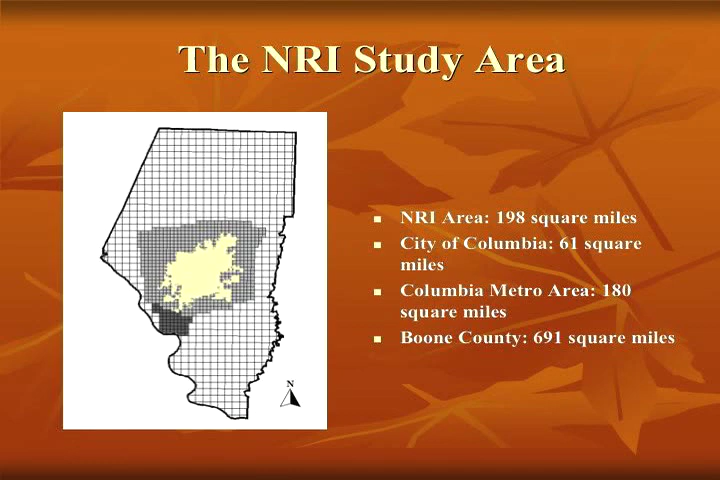 The NRI Study Area
N
NRI Area: 198 square miles
City of Columbia: 61 square
miles
Columbia Metro Area: 180
square miles
Boone County: 691 square miles